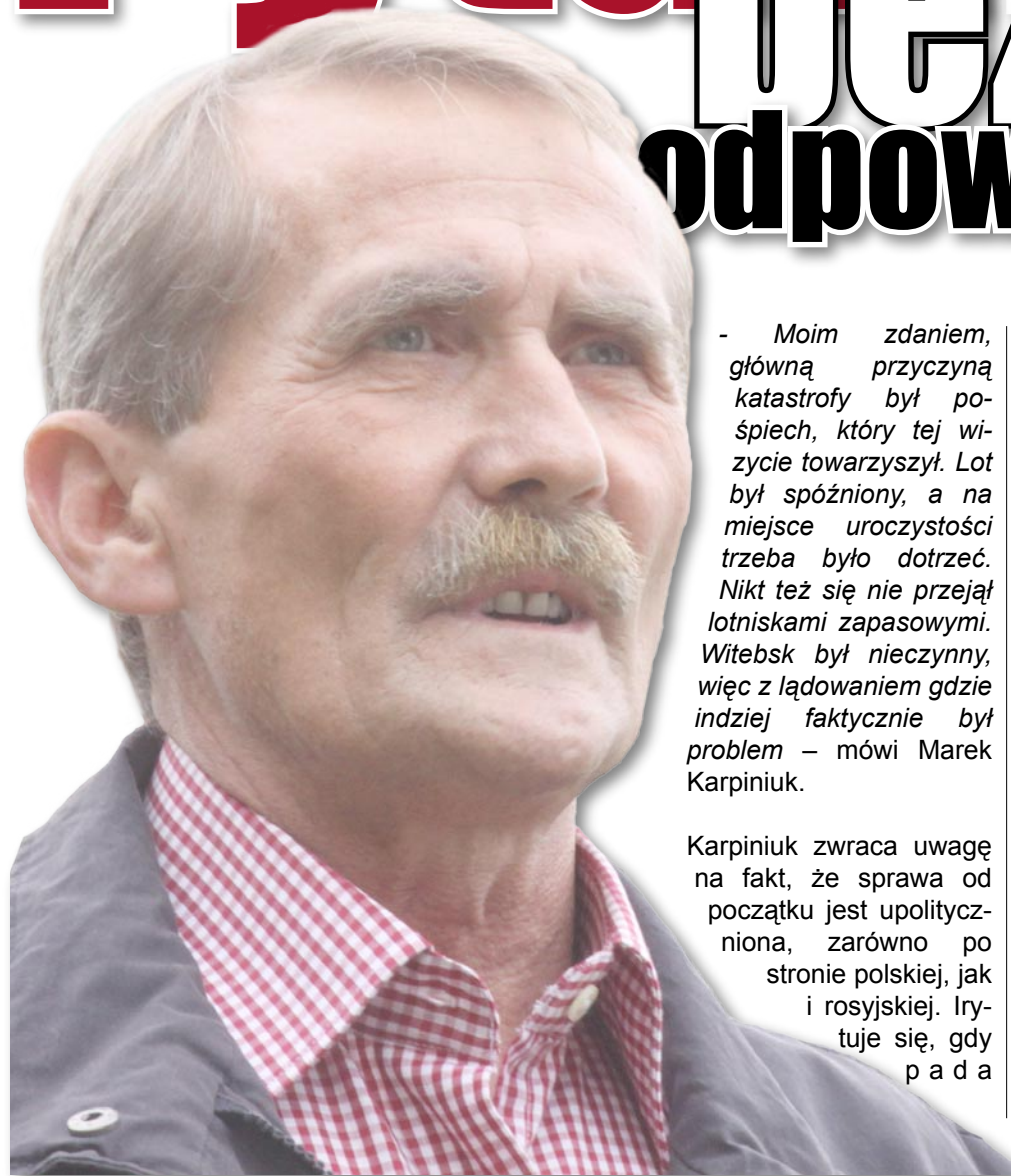 odpow
- Moim zdaniem,
główną przyczyną
katastrofy był po-
śpiech, który tej wi-
zycie towarzyszył. Lot
był spóźniony, a na
miejsce uroczystości
trzeba było dotrzeć.
Nikt też się nie przejął
lotniskami zapasowymi.
Witebsk był nieczynny,
więc z lądowaniem gdzie
indziej faktycznie był
problem – mówi Marek
Karpiniuk.
Karpiniuk zwraca uwagę
na fakt, że sprawa od
początku jest upolitycz-
niona, zarówno po
stronie polskiej, jak
i rosyjskiej. Iry-
tuje się, gdy
pada